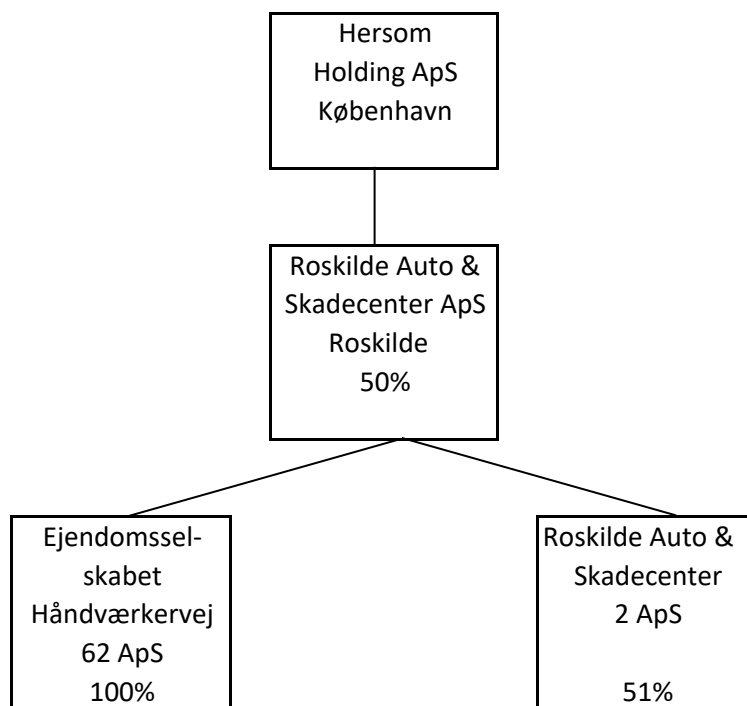 Hersom
Holding ApS
København
Roskilde Auto &
Skadecenter ApS
Roskilde
50%
Ejendomssel-
skabet
Håndværkervej
62 ApS
100%
Roskilde Auto &
Skadecenter
2 ApS
51%